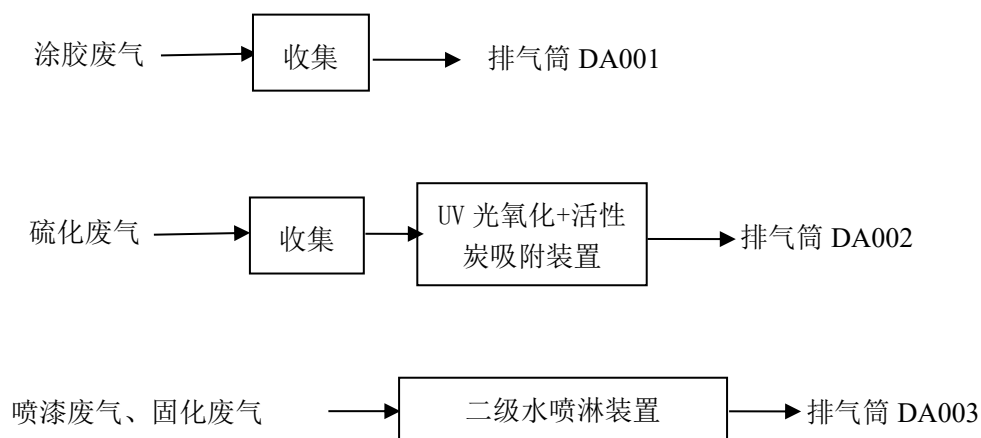 涂胶废气
收集
排气筒 DA001
硫化废气
收集
UV 光氧化+活性
炭吸附装置
排气筒 DA002
喷漆废气、固化废气
二级水喷淋装置
排气筒 DA003